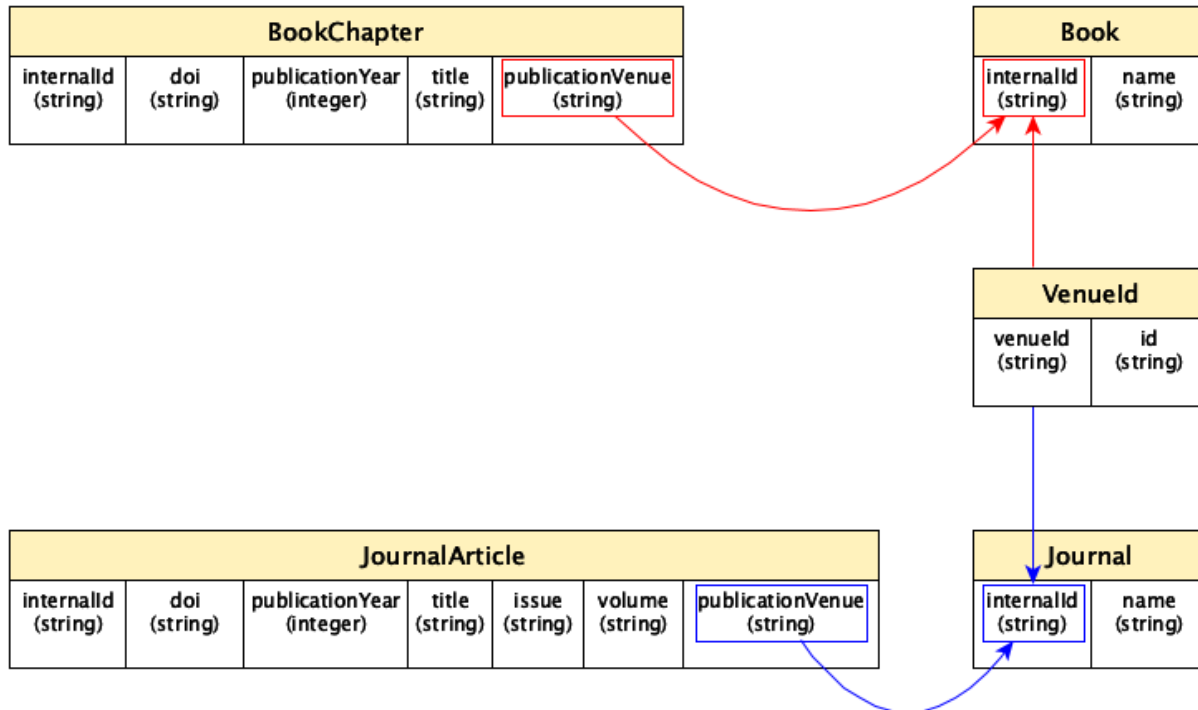 BookChapter
internalId doi publicationYear title publicationVenue
(string) (string) (integer) (string) (string)
Book
internalId name
(string) (string)
VenueId
venueId id
(string) (string)
JournalArticle
internalId doi publicationYear title issue volume publicationVenue
(string) (string) (integer) (string) (string) (string) (string)
Journal
internalId name
(string) (string)